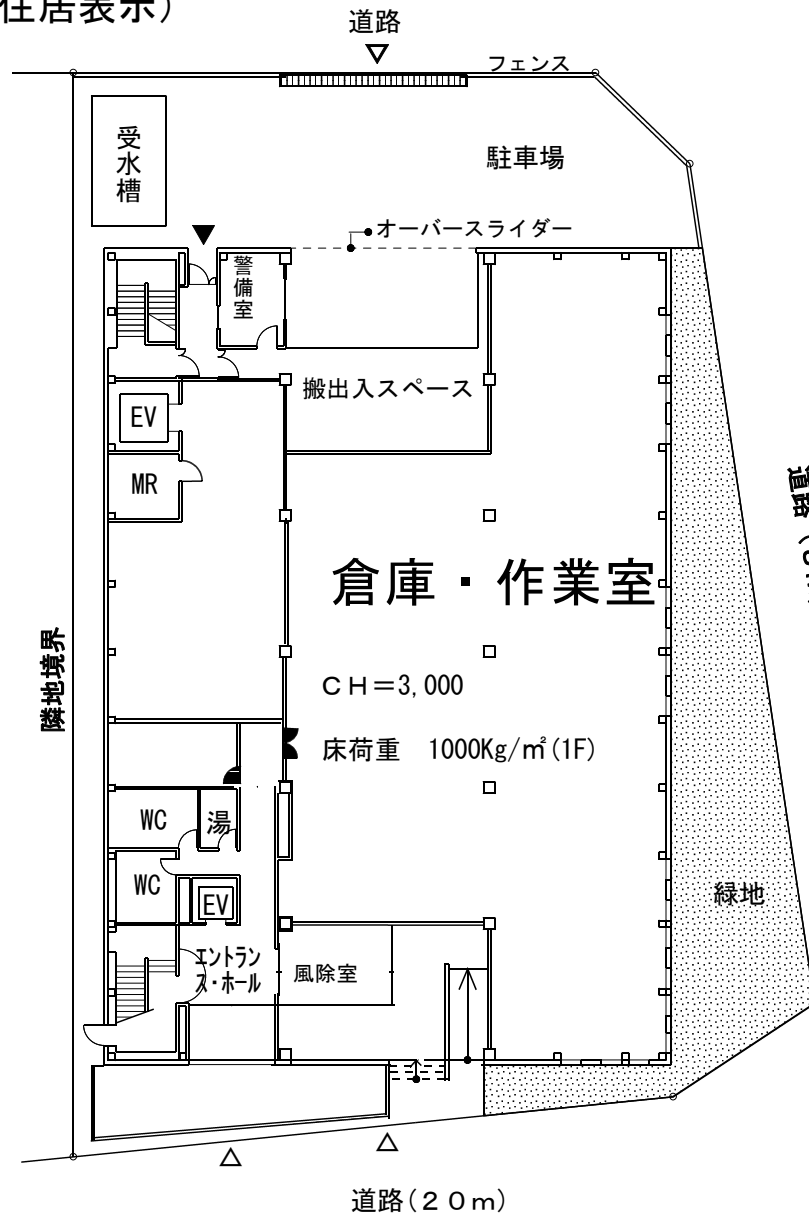 住居表示）
道路
フェンス
受水槽
駐車場
オーバースライダー
警備室
搬出入スペース
EV
MR
倉庫・作業室
道路
隣地境界
ＣＨ＝3,000
床荷重　1000Kg/㎡(1F)
WC
湯
WC
EV
緑地
エントラン
ス・ホール
風除室
道路(２０ｍ)